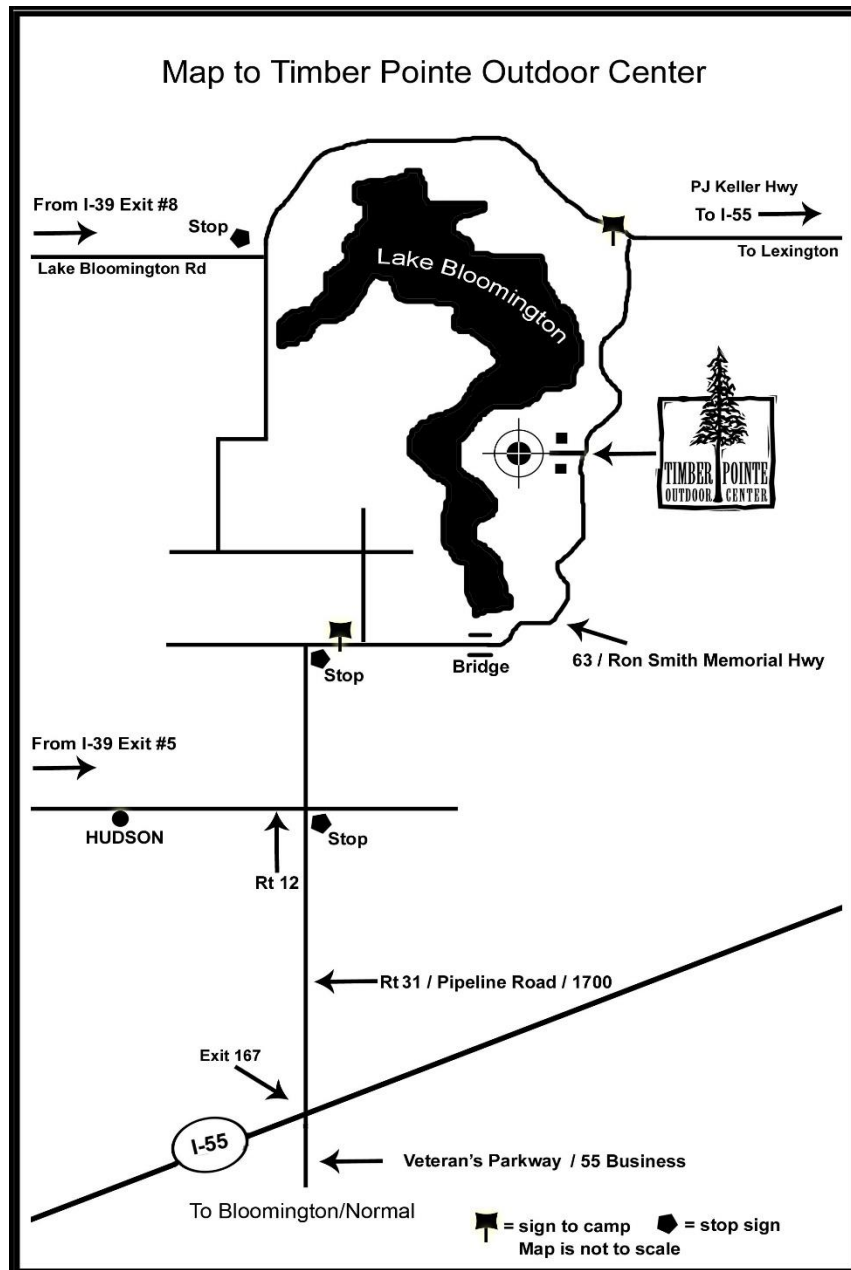 Map to Timber Pointe Outdoor Center
From I-39 Exit #8
Stop
Lake Bloomington Rd
PJ Keller Hwy
To I-55
To Lexington
Lake Bloomington
TIMBER POINTE
OUTDOOR CENTER
Stop
Bridge
63 / Ron Smith Memorial Hwy
From I-39 Exit #5
HUDSON
Stop
Rt 12
Rt 31 / Pipeline Road / 1700
Exit 167
I-55
Veteran's Parkway / 55 Business
To Bloomington/Normal
= sign to camp
= stop sign
Map is not to scale